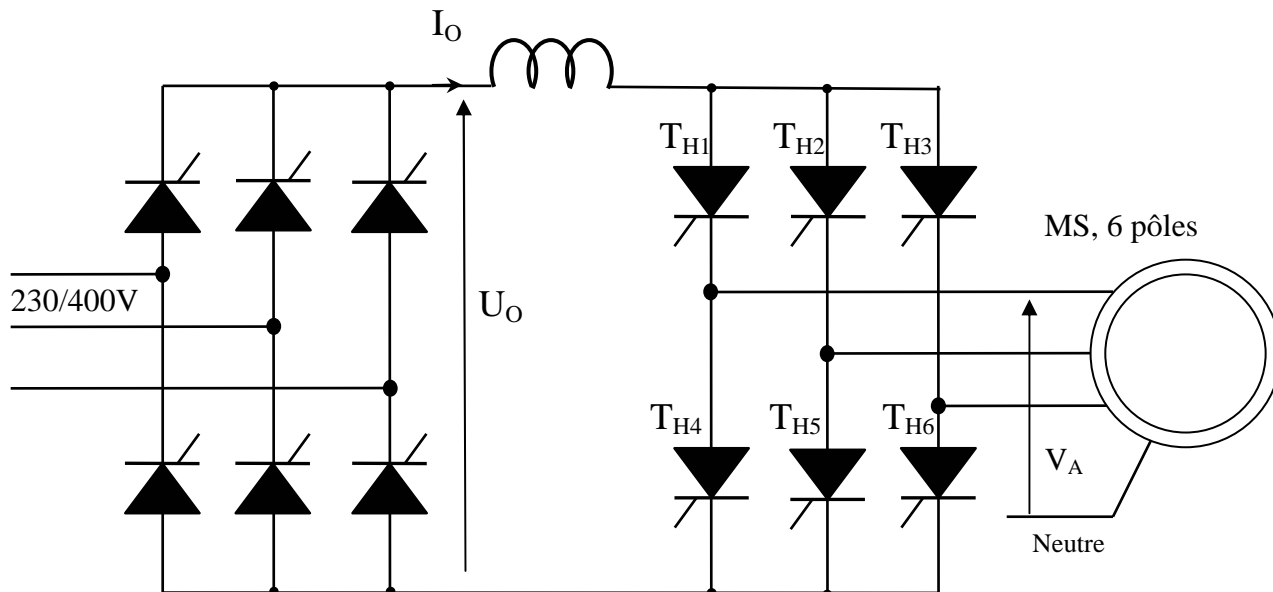 I_O
T_H1 T_H2 T_H3
MS, 6 pôles
230/400V
U_O
T_H4 T_H5 T_H6
V_A
Neutre